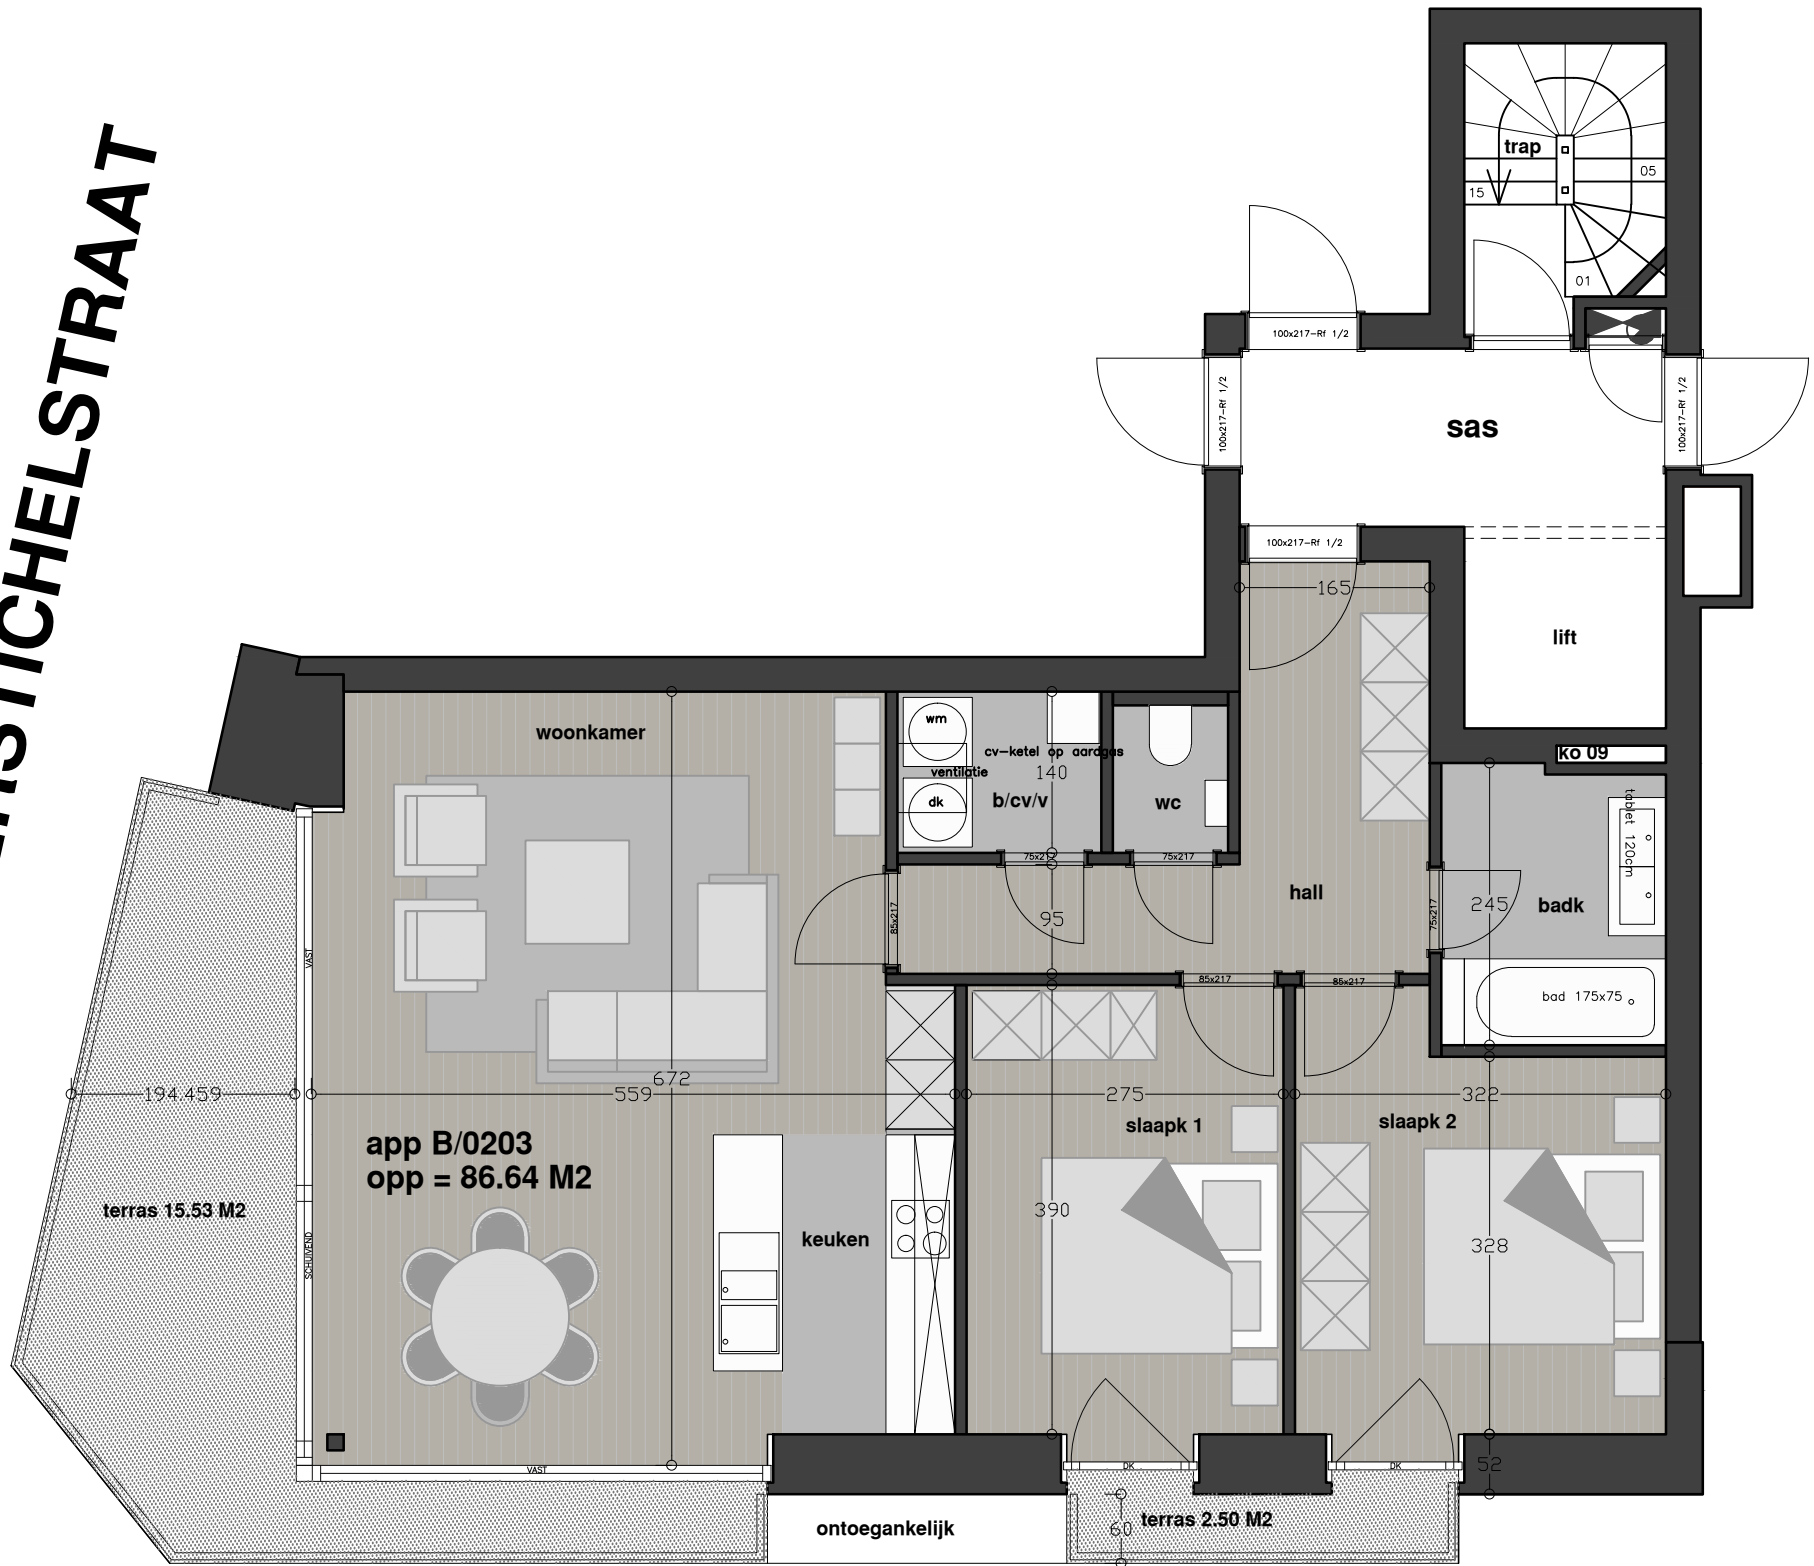 trap
05
15
01
100x217-Rf 1/2
100x217-Rf 1/2
100x217-Rf 1/2
sas
100x217-Rf 1/2
165
lift
STICHELSTRAAT
woonkamer
wm
cv-ketel op aardgas
ventilatie
140
dk
b/cv/v
wc
ko 09
tablet 120cm
75x217
75x217
hall
85x217
95
75x217
245
badk
VAST
85x217
85x217
bad 175x75
672
194.459
559
275
322
slaapk 1
slaapk 2
app B/0203
opp = 86.64 M2
terras 15.53 M2
390
keuken
328
SCHUIVEND
VAST
DK
DK
52
ontoegankelijk
60
terras 2.50 M2